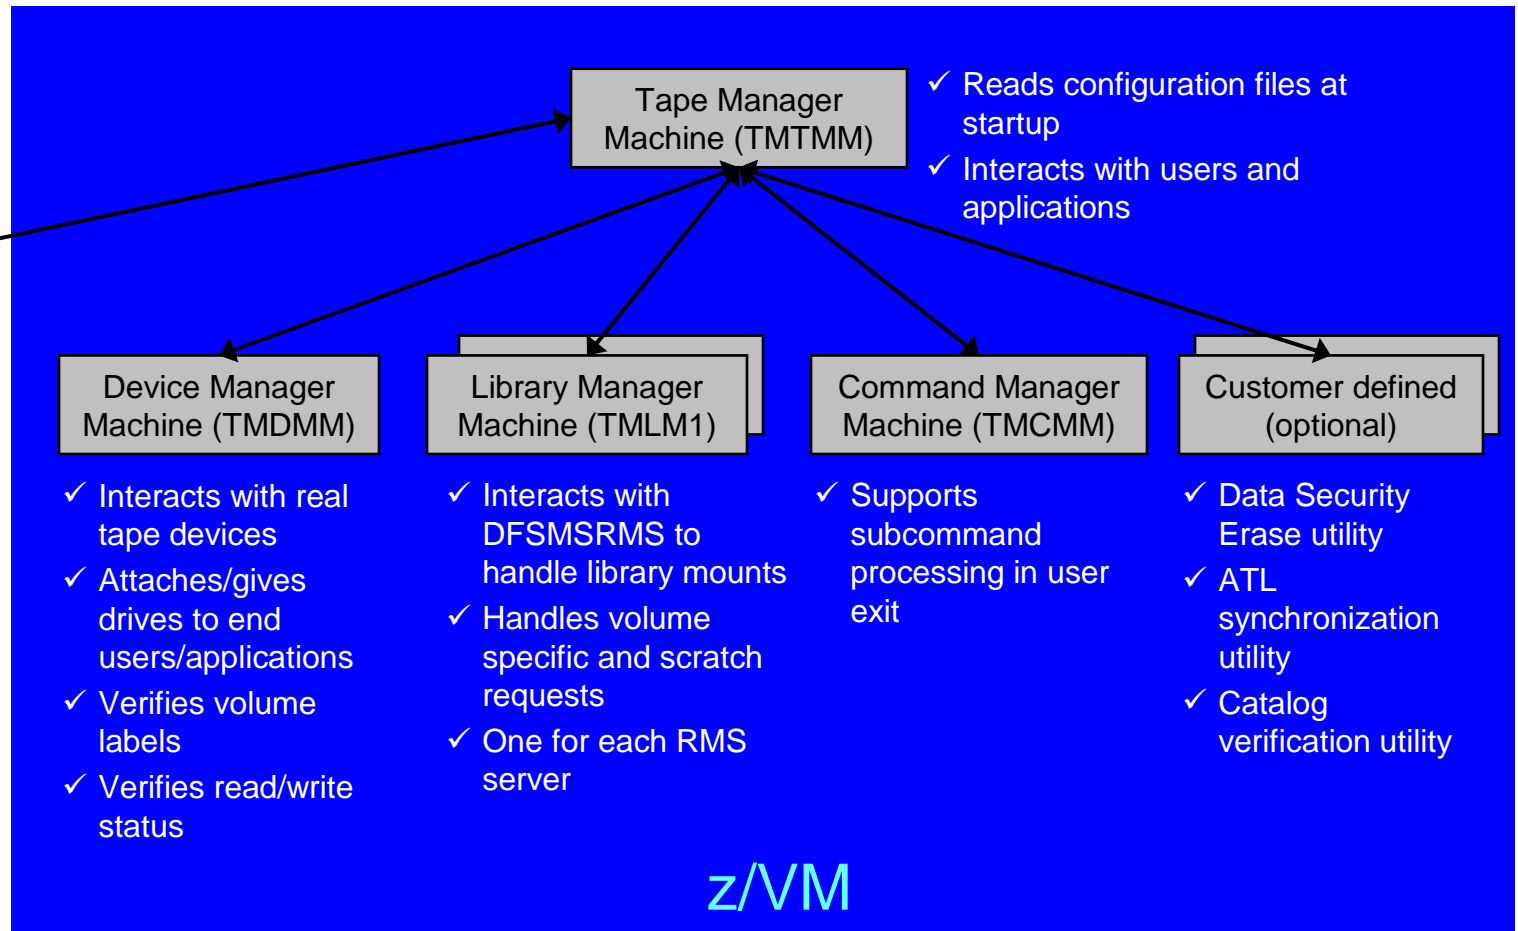 Tape Manager
Machine (TMTMM)
✓ Reads configuration files at
startup
✓ Interacts with users and
applications
Device Manager
Machine (TMDMM)
✓ Interacts with real
tape devices
✓ Attaches/gives
drives to end
users/applications
✓ Verifies volume
labels
✓ Verifies read/write
status
Library Manager
Machine (TMLM1)
✓ Interacts with
DFSMSRMS to
handle library mounts
✓ Handles volume
specific and scratch
requests
✓ One for each RMS
server
Command Manager
Machine (TMCMM)
✓ Supports
subcommand
processing in user
exit
Customer defined
(optional)
✓ Data Security
Erase utility
✓ ATL
synchronization
utility
✓ Catalog
verification utility
z/VM